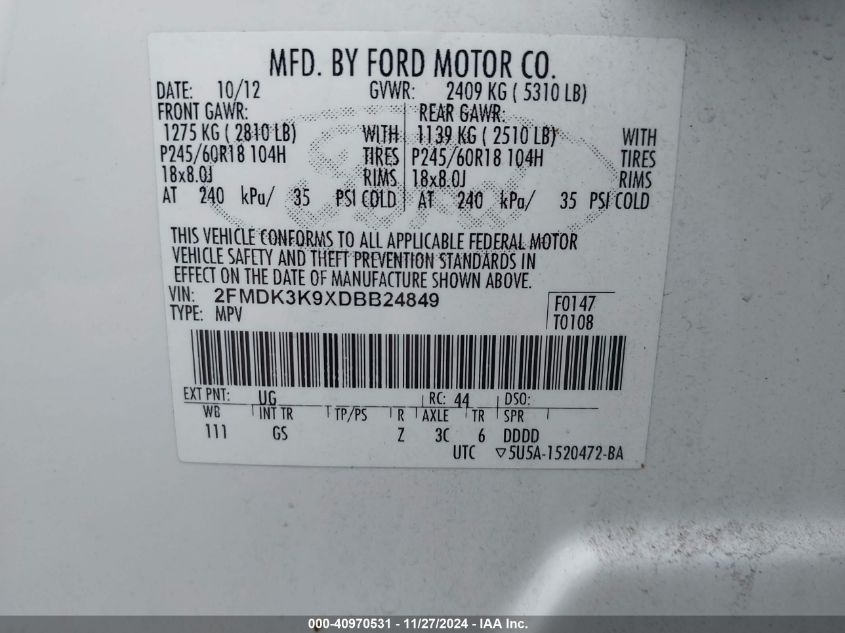 MFD. BY FORD MOTOR CO.
DATE: 10/12 GVWR: 2409 KG ( 5310 LB)
FRONT GAWR: REAR GAWR:
1275 KG ( 2810 LB) WITH 1139 KG ( 2510 LB) WITH
P245/60R18 104H TIRES P245/60R18 104H TIRES
18x8.0J RIMS 18x8.0J RIMS
AT 240 kPa/ 35 PSI COLD AT 240 kPa/ 35 PSI COLD
Ford
THIS VEHICLE CONFORMS TO ALL APPLICABLE FEDERAL MOTOR
VEHICLE SAFETY AND THEFT PREVENTION STANDARDS IN
EFFECT ON THE DATE OF MANUFACTURE SHOWN ABOVE.
VIN: 2FMDK3K9XDBB24849 F0147
TYPE: MPV T0108
EXT PNT: UG RC: 44 DSO:
WB INT TR TP/PS R AXLE TR SPR
111 GS Z 3C 6 DDDD
UTC ▽5U5A-1520472-BA
000-40970531 - 11/27/2024 - IAA Inc.